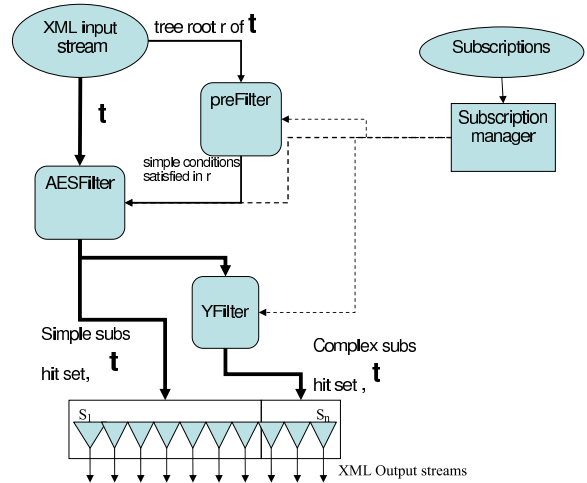 XML input
stream
tree root r of t
Subscriptions
t
preFilter
Subscription
manager
simple conditions
satisfied in r
AESFilter
YFilter
Simple subs
hit set, t
Complex subs
hit set , t
S1
Sn
XML Output streams